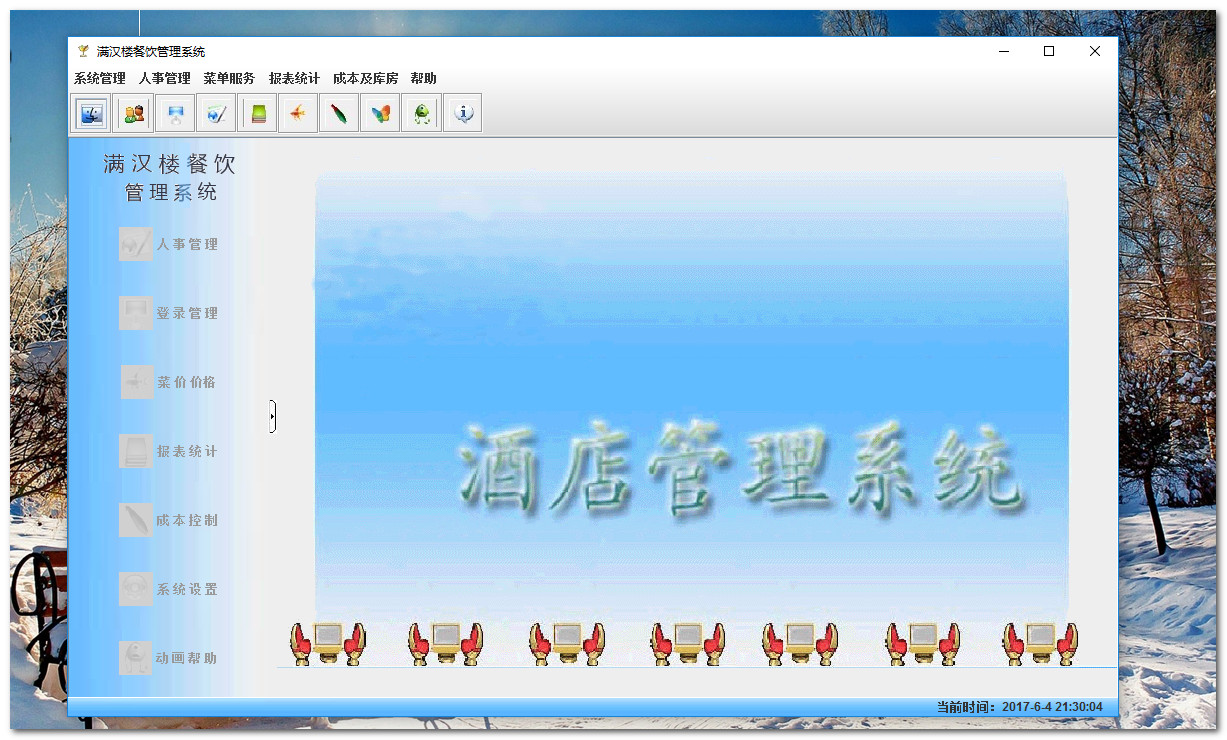 满汉楼餐饮管理系统
系统管理 人事管理 菜单服务 报表统计 成本及库房 帮助
满汉楼餐饮
管理系统
人事管理
登录管理
菜价价格
报表统计
成本控制
系统设置
动画帮助
酒店管理系统
当前时间：2017-6-4 21:30:04